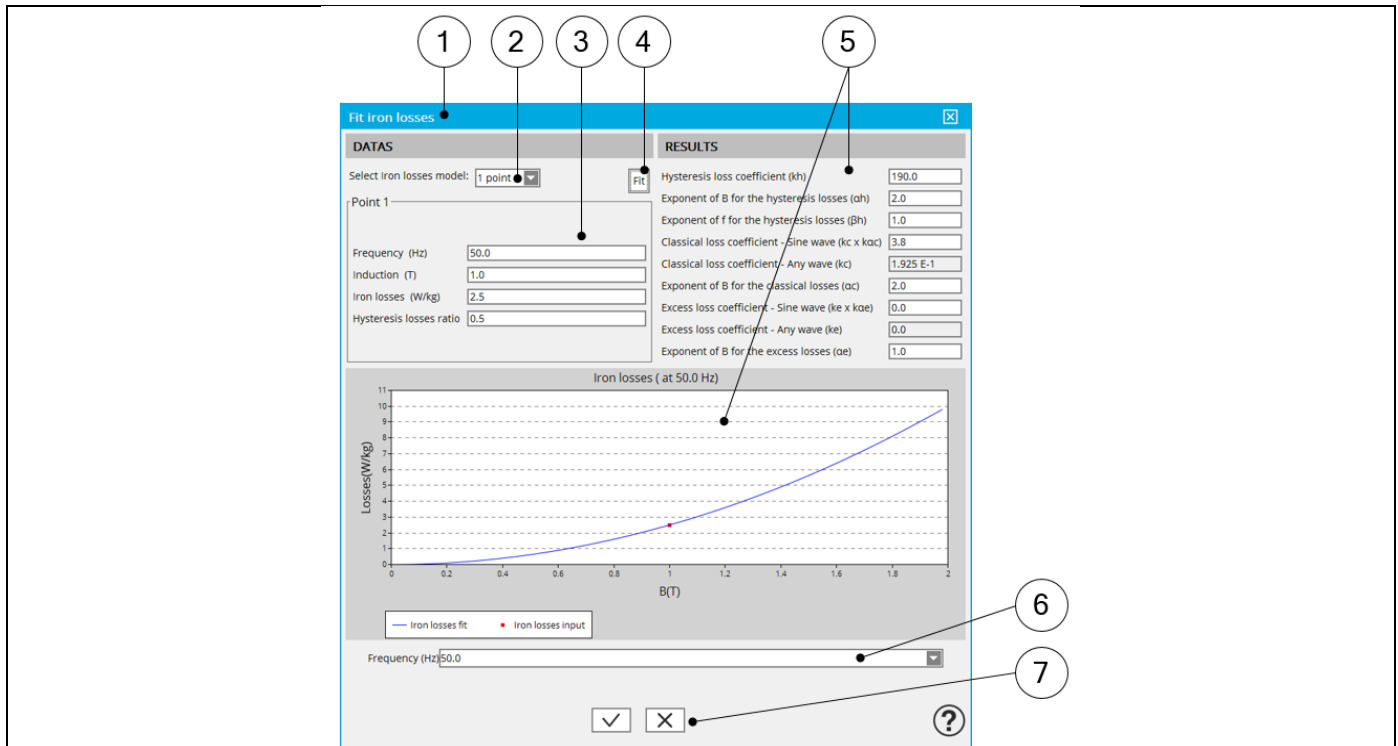 1 2 3 4 5
Fit iron losses
DATAS
RESULTS
Select iron losses model: 1 point
Fit
Point 1
Frequency (Hz) 50.0
Induction (T) 1.0
Iron losses (W/kg) 2.5
Hysteresis losses ratio 0.5
Hysteresis loss coefficient (kh) 190.0
Exponent of B for the hysteresis losses (αh) 2.0
Exponent of f for the hysteresis losses (βh) 1.0
Classical loss coefficient - Sine wave (kc x kαc) 3.8
Classical loss coefficient - Any wave (kc) 1.925 E-1
Exponent of B for the classical losses (αc) 2.0
Excess loss coefficient - Sine wave (ke x kαe) 0.0
Excess loss coefficient - Any wave (ke) 0.0
Exponent of B for the excess losses (αe) 1.0
Iron losses ( at 50.0 Hz)
Losses(W/kg)
11
10
9
8
7
6
5
4
3
2
1
0
0 0.2 0.4 0.6 0.8 1 1.2 1.4 1.6 1.8 2
B(T)
Iron losses fit Iron losses input
6
Frequency (Hz) 50.0
7
?